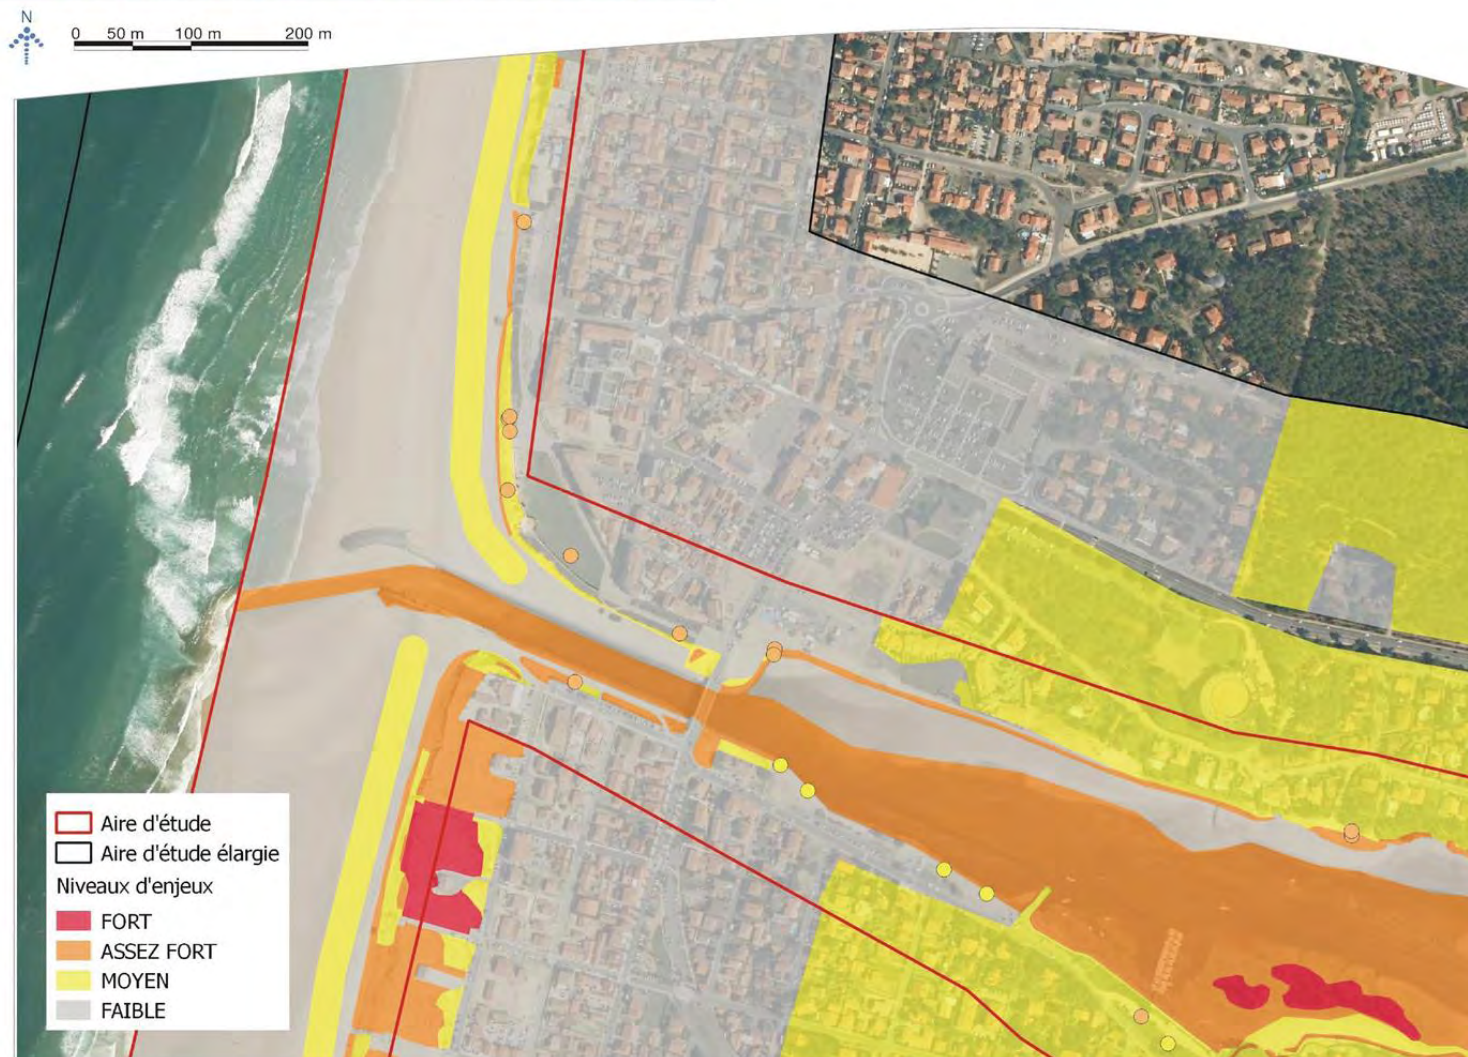 N
0 50 m 100 m 200 m
Aire d'étude
Aire d'étude élargie
Niveaux d'enjeux
FORT
ASSEZ FORT
MOYEN
FAIBLE